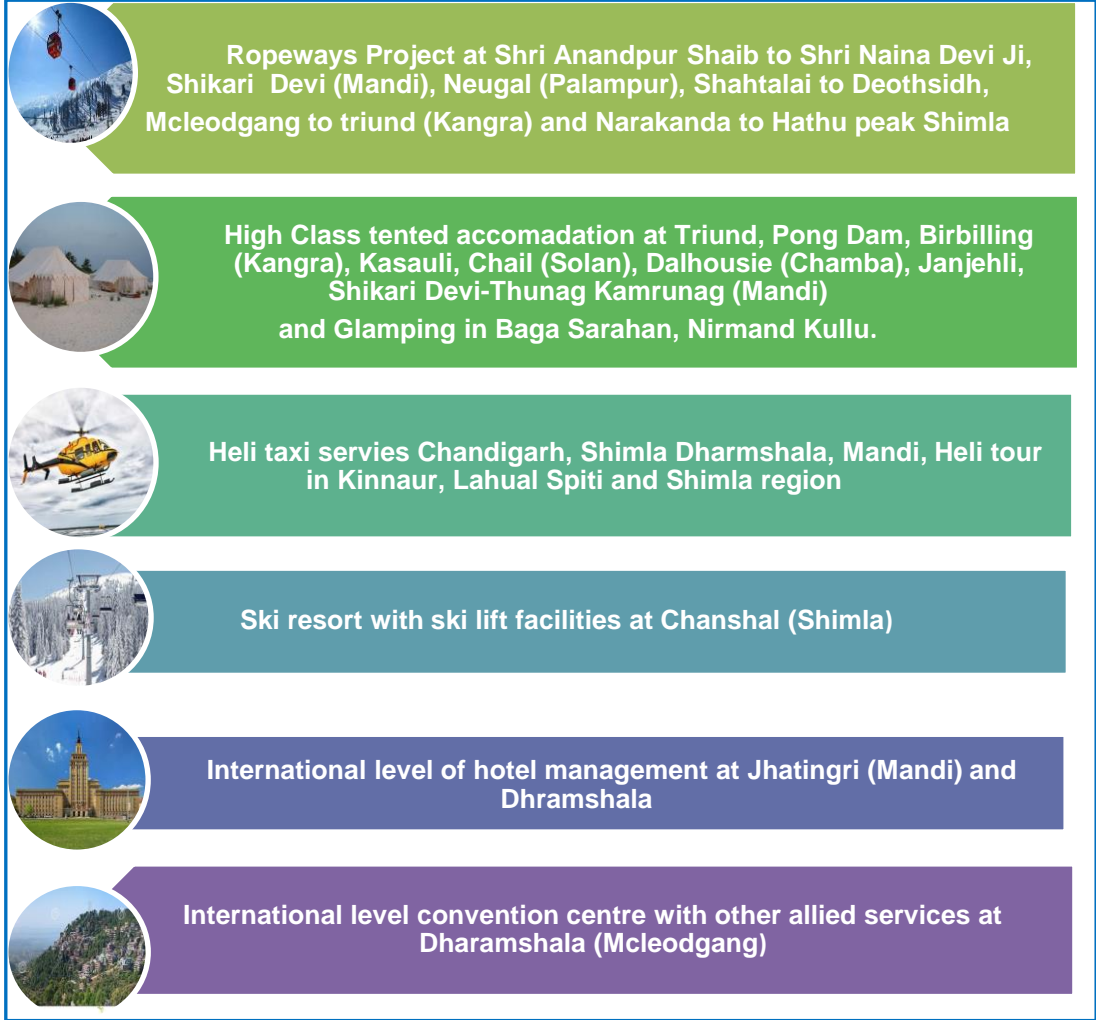 Ropeways Project at Shri Anandpur Shaib to Shri Naina Devi Ji,
Shikari Devi (Mandi), Neugal (Palampur), Shahtalai to Deothsidh,
Mcleodgang to triund (Kangra) and Narakanda to Hathu peak Shimla
High Class tented accomadation at Triund, Pong Dam, Birbilling
(Kangra), Kasauli, Chail (Solan), Dalhousie (Chamba), Janjehli,
Shikari Devi-Thunag Kamrunag (Mandi)
and Glamping in Baga Sarahan, Nirmand Kullu.
Heli taxi servies Chandigarh, Shimla Dharmshala, Mandi, Heli tour
in Kinnaur, Lahual Spiti and Shimla region
Ski resort with ski lift facilities at Chanshal (Shimla)
International level of hotel management at Jhatingri (Mandi) and
Dhramshala
International level convention centre with other allied services at
Dharamshala (Mcleodgang)